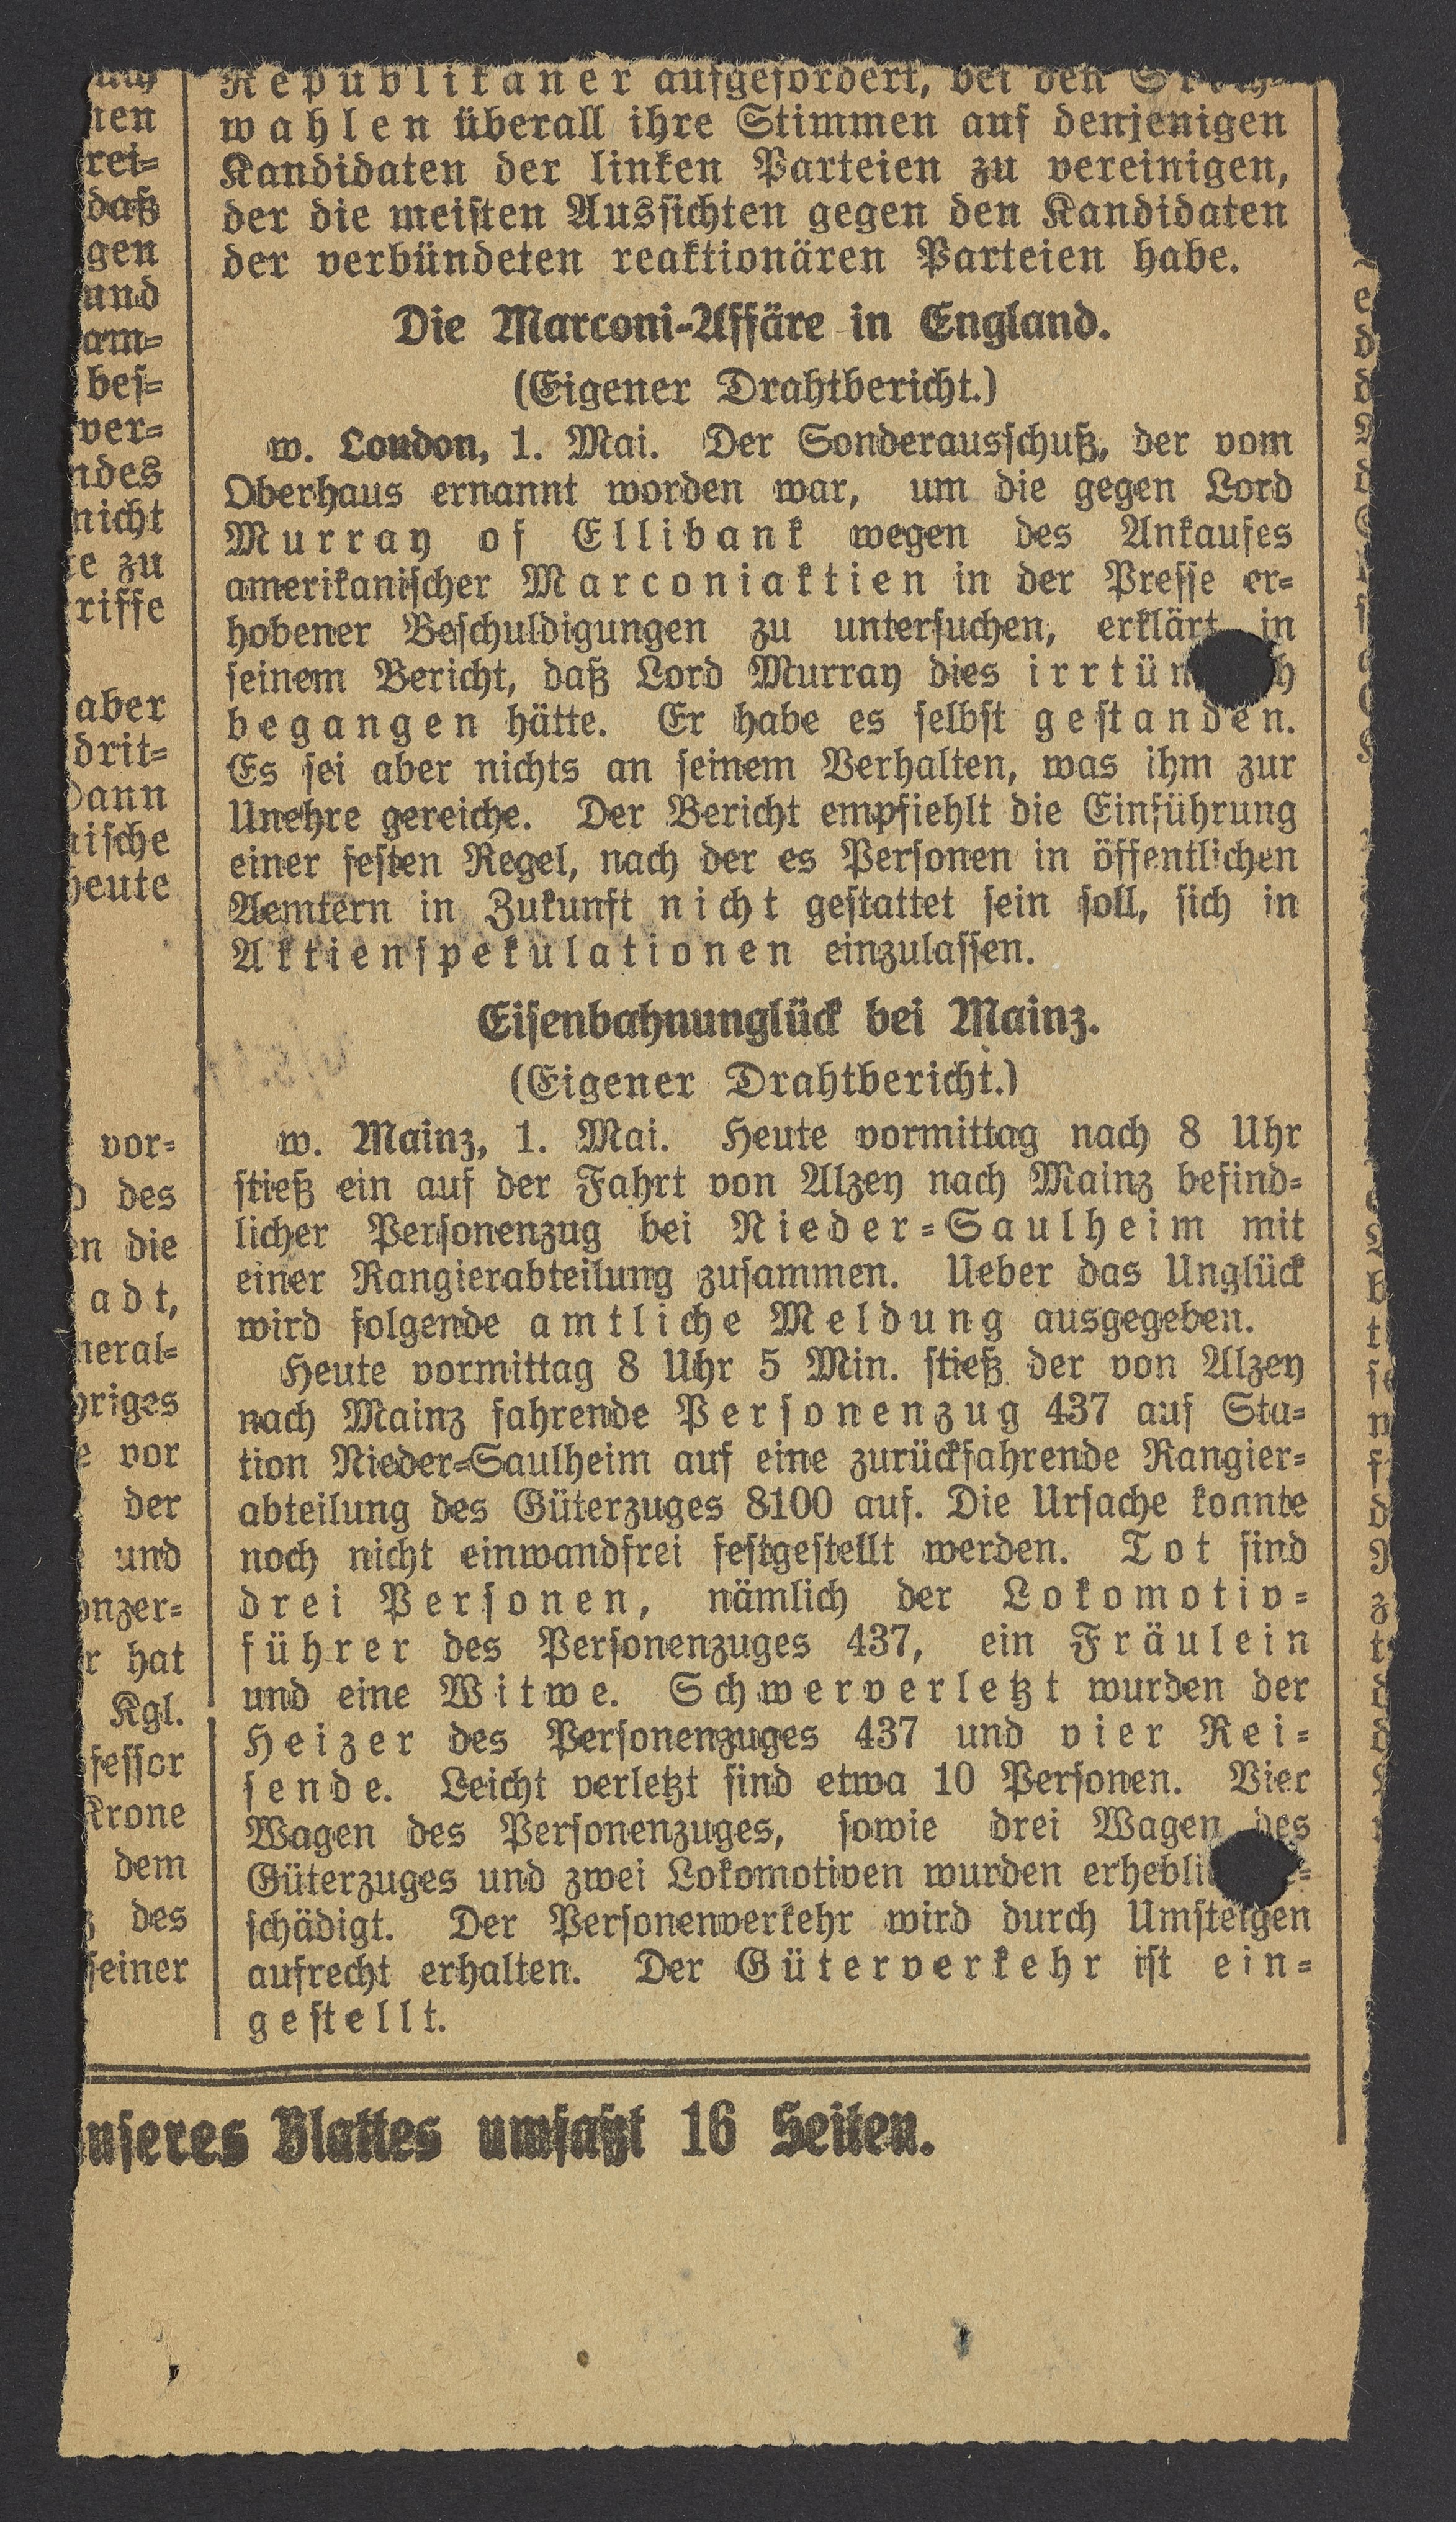 Republikaner aufgefordert, bei den
wahlen überall ihre Stimmen auf denjenigen
Kandidaten der linken Parteien zu vereinigen,
der die meisten Aussichten gegen den Kandidaten
der verbündeten reaktionären Parteien habe.
Die Marconi-Affäre in England.
(Eigener Drahtbericht.)
w. London, 1. Mai. Der Sonderausschuß, der vom
Oberhaus ernannt worden war, um die gegen Lord
Murray of Ellibank wegen des Ankaufes
amerikanischer Marconiaktien in der Presse er-
hobener Beschuldigungen zu untersuchen, erklärt in
seinem Bericht, daß Lord Murray dies
begangen hätte. Er habe es selbst gestanden.
Es sei aber nichts an seinem Verhalten, was ihm zur
Unehre gereiche. Der Bericht empfiehlt die Einführung
einer festen Regel, nach der es Personen in öffentlichen
Aemtern in Zukunft nicht gestattet sein soll, sich in
Aktienspekulationen einzulassen.
Eisenbahnunglück bei Mainz.
(Eigener Drahtbericht.)
w. Mainz, 1. Mai. Heute vormittag nach 8 Uhr
stieß ein auf der Fahrt von Alzey nach Mainz befind-
licher Personenzug bei Nieder-Saulheim mit
einer Rangierabteilung zusammen. Ueber das Unglück
wird folgende amtliche Meldung ausgegeben.
Heute vormittag 8 Uhr 5 Min. stieß der von Alzey
nach Mainz fahrende Personenzug 437 auf Sta-
tion Nieder-Saulheim auf eine zurückfahrende Rangier-
abteilung des Güterzuges 8100 auf. Die Ursache konnte
noch nicht einwandfrei festgestellt werden. Tot sind
drei Personen, nämlich der Lokomotiv-
führer des Personenzuges 437, ein Fräulein
und eine Witwe. Schwerverletzt wurden der
Heizer des Personenzuges 437 und vier Rei-
sende. Leicht verletzt sind etwa 10 Personen. Vier
Wagen des Personenzuges, sowie drei Wagen des
Güterzuges und zwei Lokomotiven wurden
schädigt. Der Personenverkehr wird durch Umsteigen
aufrecht erhalten. Der Güterverkehr ist ein-
gestellt.
unseres Blattes umfaßt 16 Seiten.